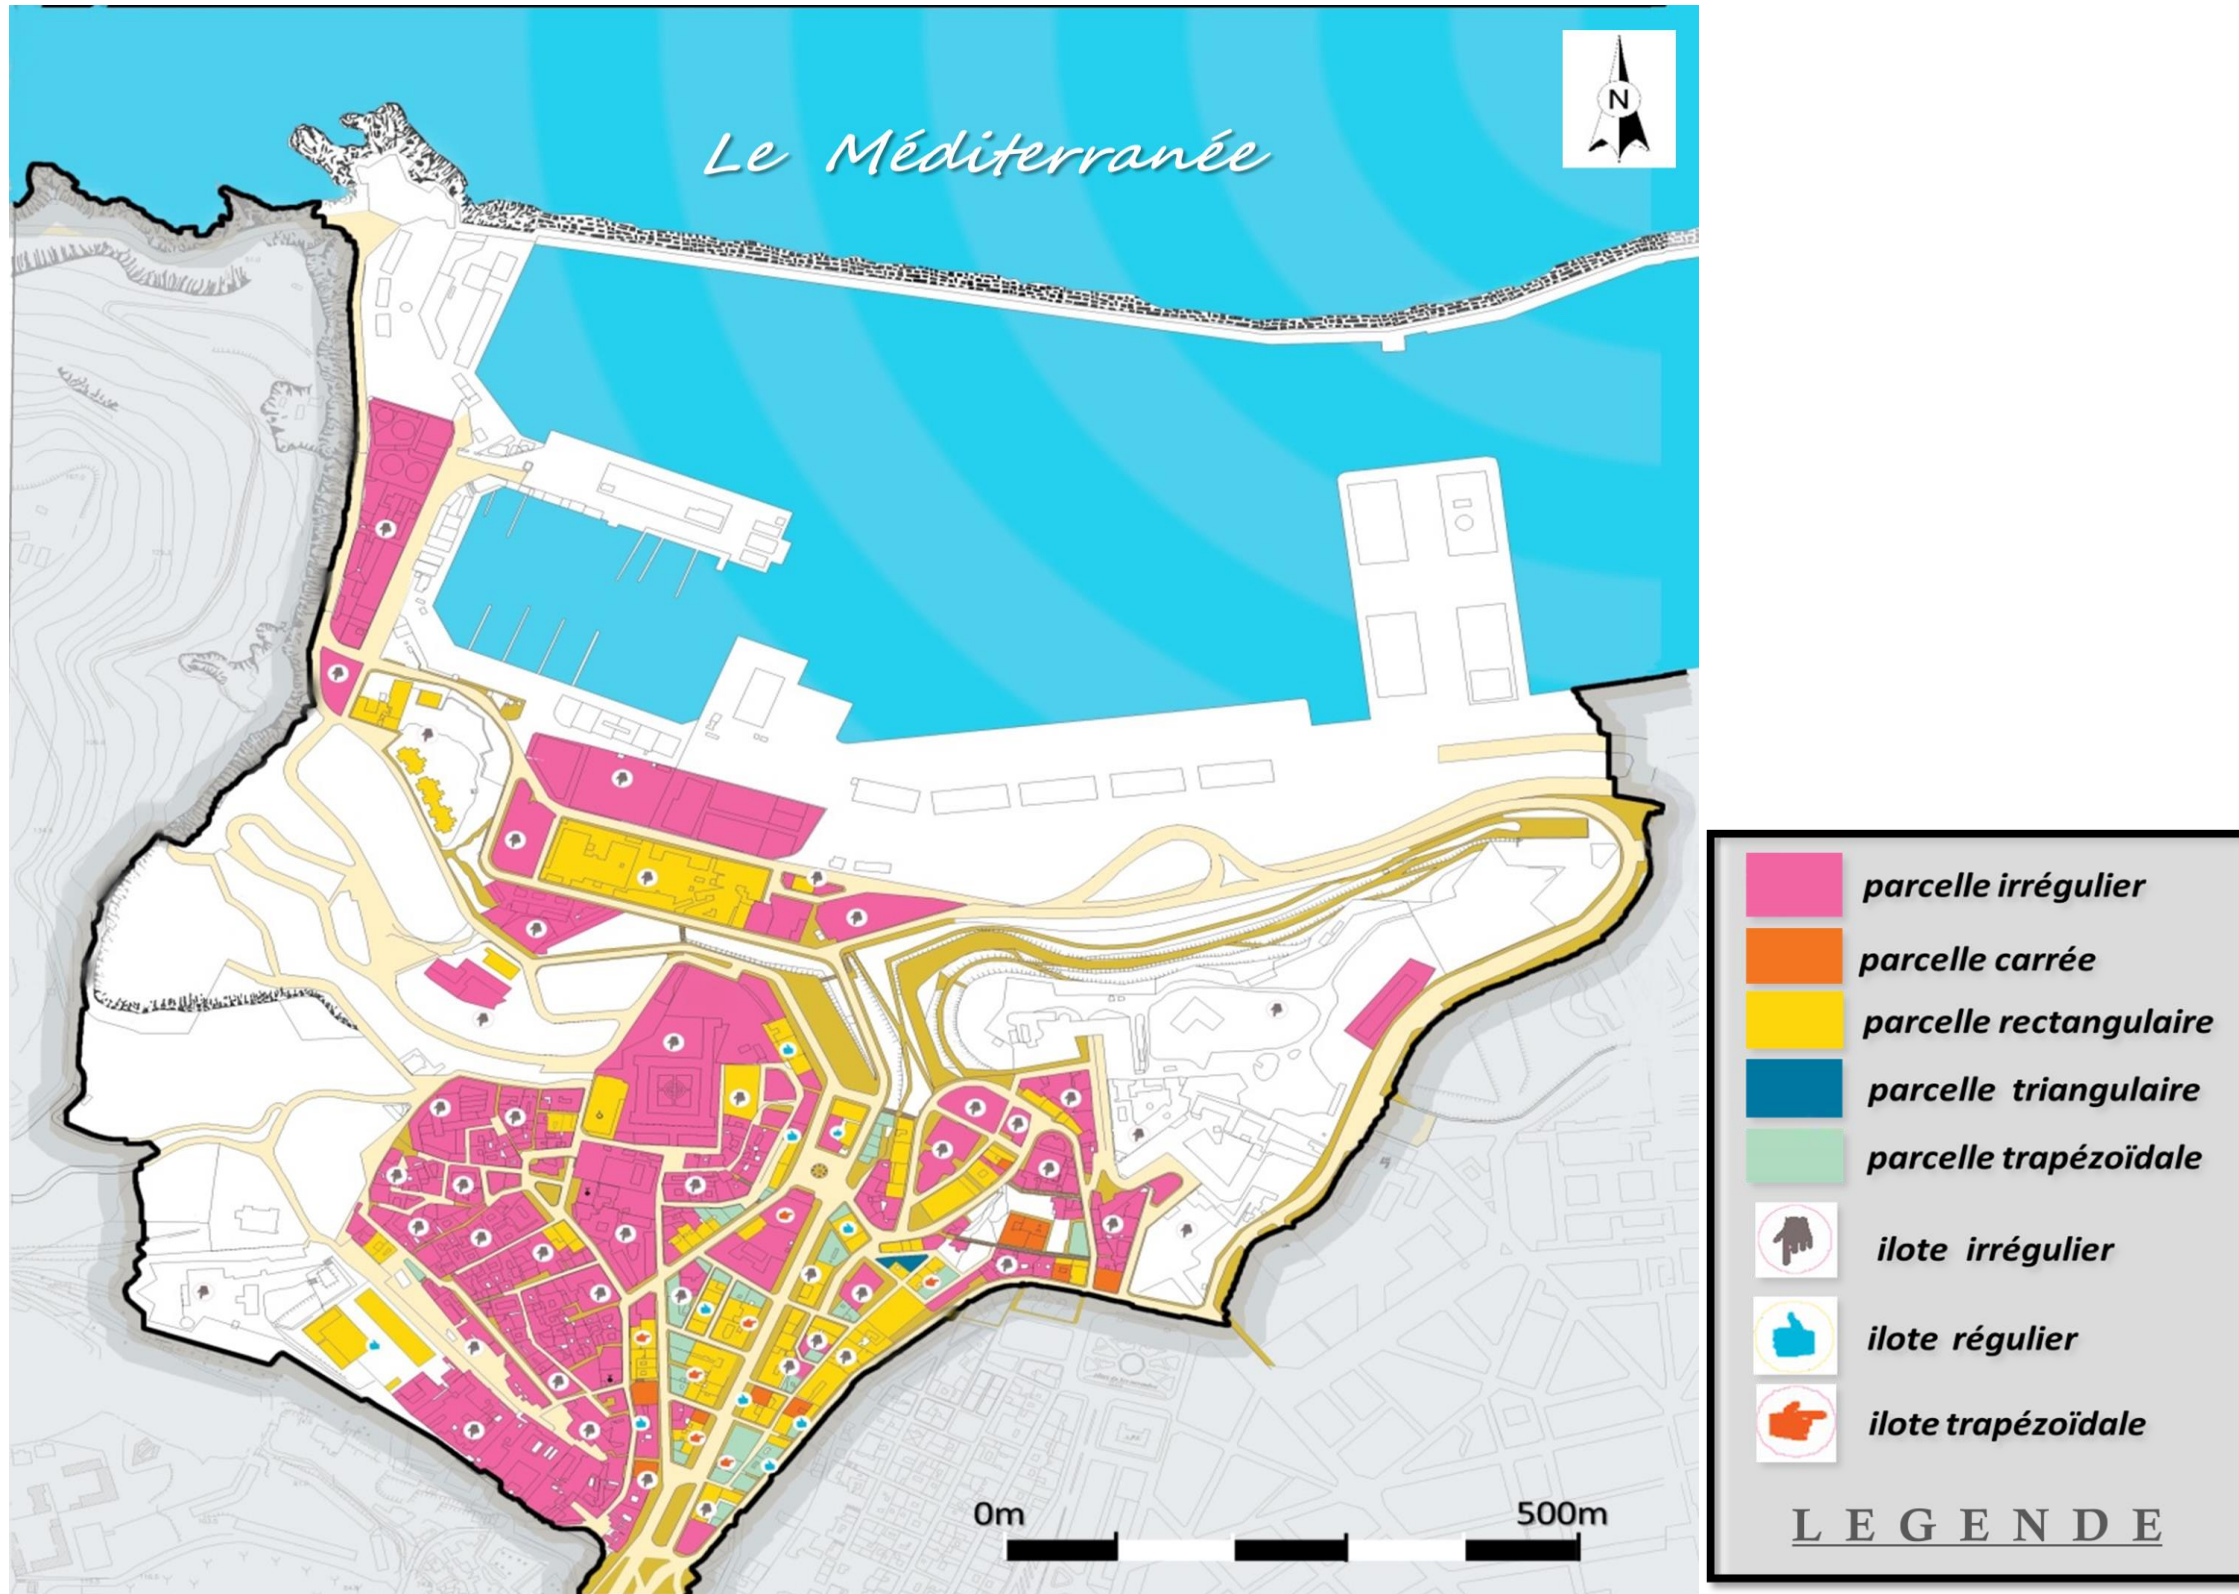 Le Méditerranée
N
0m
500m
parcelle irrégulier
parcelle carrée
parcelle rectangulaire
parcelle triangulaire
parcelle trapézoïdale
ilote irrégulier
ilote régulier
ilote trapézoïdale
LEGENDE